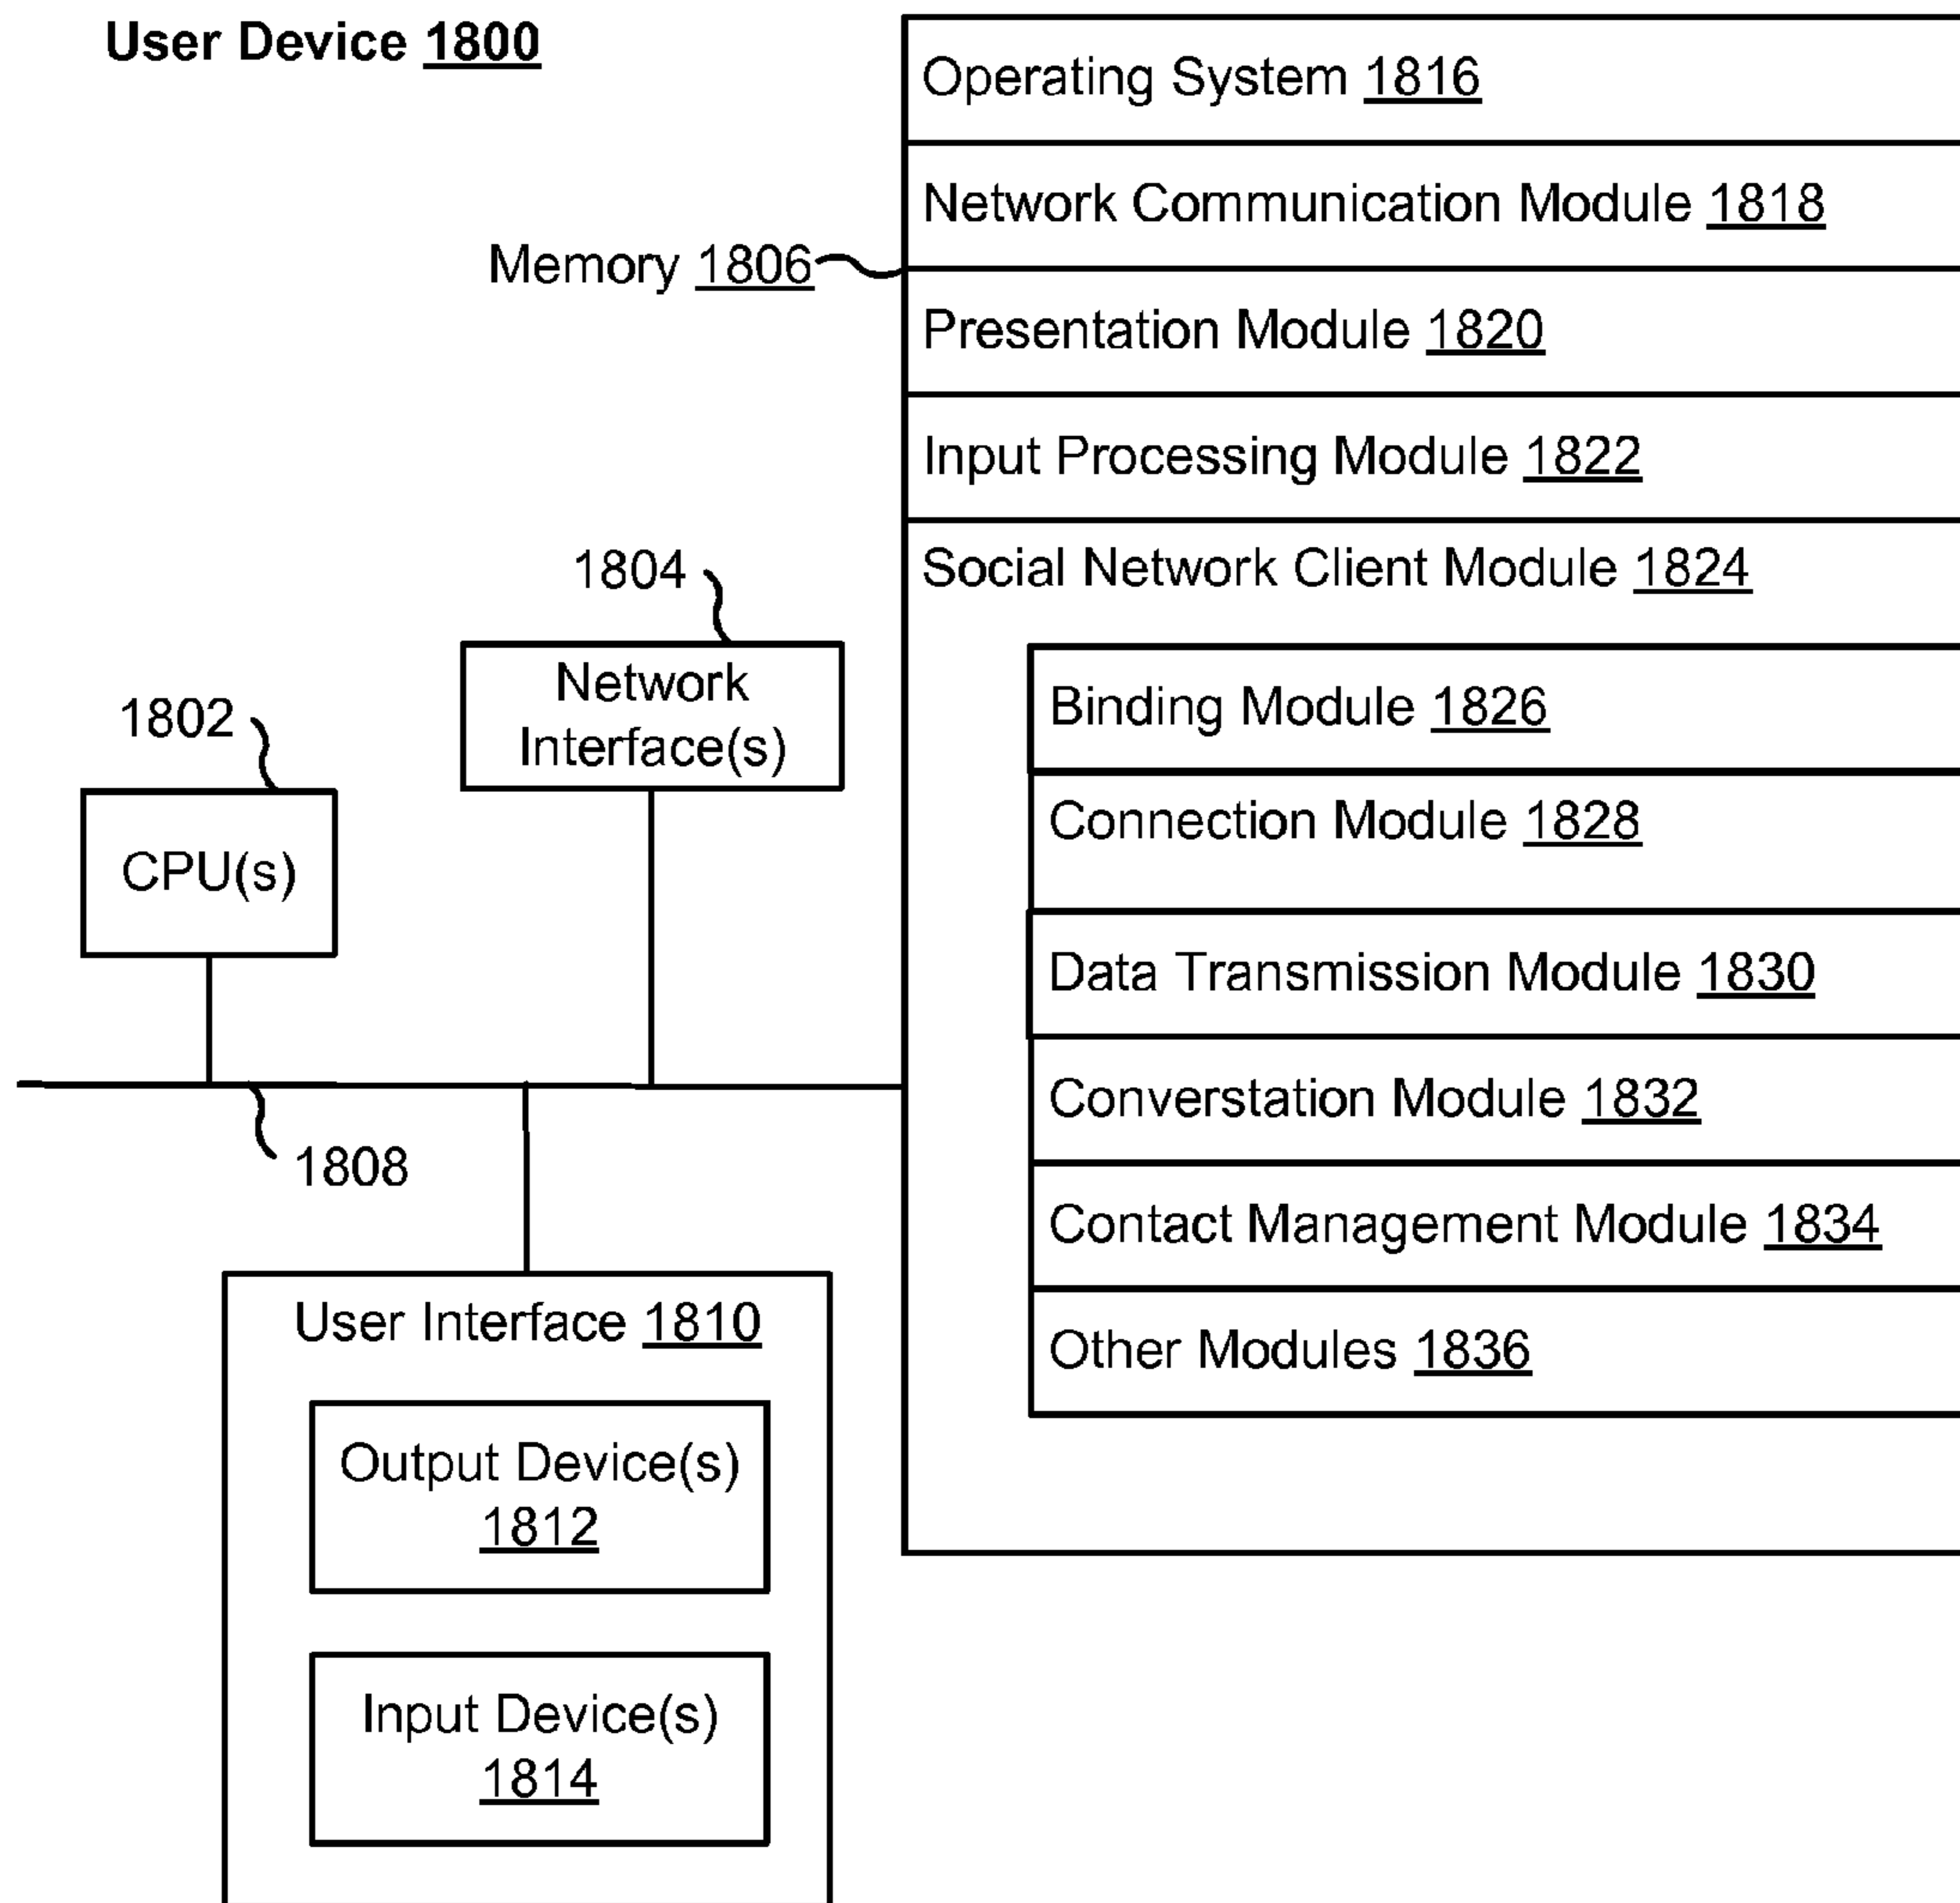 User Device 1800
Operating System 1816
Network Communication Module 1818
Memory 1806
Presentation Module 1820
Input Processing Module 1822
Social Network Client Module 1824
1804
Network
Interface(s)
1802
CPU(s)
Binding Module 1826
Connection Module 1828
Data Transmission Module 1830
Converstation Module 1832
1808
Contact Management Module 1834
User Interface 1810
Other Modules 1836
Output Device(s)
1812
Input Device(s)
1814